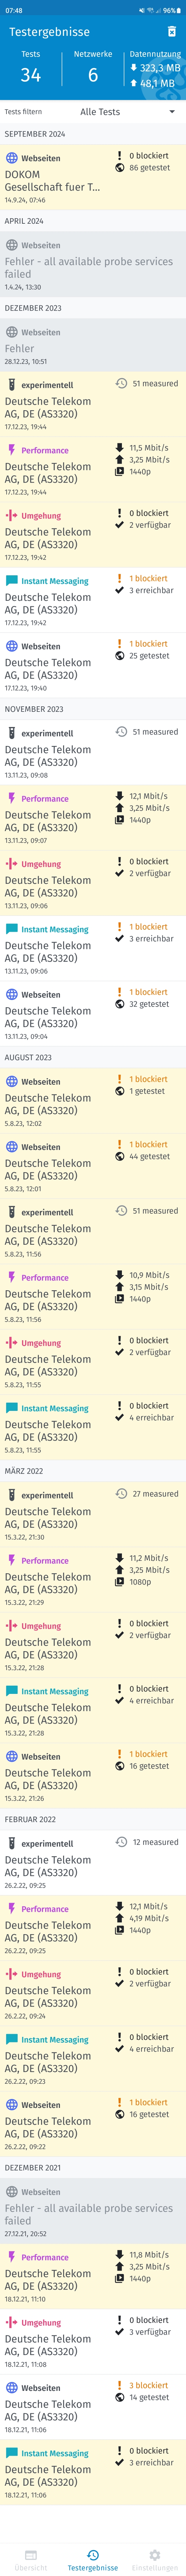 07:48
96%
Testergebnisse
Tests
Netzwerke
Datennutzung
34
6
323,3 MB
48,1 MB
Tests filtern
Alle Tests
SEPTEMBER 2024
Webseiten
0 blockiert
DOKOM
86 getestet
Gesellschaft fuer T...
14.9.24, 07:46
APRIL 2024
Webseiten
Fehler - all available probe services
failed
1.4.24, 13:30
DEZEMBER 2023
Webseiten
Fehler
28.12.23, 10:51
experimentell
51 measured
Deutsche Telekom
AG, DE (AS3320)
17.12.23, 19:44
Performance
11,5 Mbit/s
Deutsche Telekom
3,25 Mbit/s
AG, DE (AS3320)
1440p
17.12.23, 19:44
Umgehung
0 blockiert
Deutsche Telekom
2 verfügbar
AG, DE (AS3320)
17.12.23, 19:42
Instant Messaging
1 blockiert
Deutsche Telekom
3 erreichbar
AG, DE (AS3320)
17.12.23, 19:42
Webseiten
1 blockiert
Deutsche Telekom
25 getestet
AG, DE (AS3320)
17.12.23, 19:40
NOVEMBER 2023
experimentell
51 measured
Deutsche Telekom
AG, DE (AS3320)
13.11.23, 09:08
Performance
12,1 Mbit/s
Deutsche Telekom
3,25 Mbit/s
AG, DE (AS3320)
1440p
13.11.23, 09:07
Umgehung
0 blockiert
Deutsche Telekom
2 verfügbar
AG, DE (AS3320)
13.11.23, 09:06
Instant Messaging
1 blockiert
Deutsche Telekom
3 erreichbar
AG, DE (AS3320)
13.11.23, 09:06
Webseiten
1 blockiert
Deutsche Telekom
32 getestet
AG, DE (AS3320)
13.11.23, 09:04
AUGUST 2023
Webseiten
1 blockiert
Deutsche Telekom
1 getestet
AG, DE (AS3320)
5.8.23, 12:02
Webseiten
1 blockiert
Deutsche Telekom
44 getestet
AG, DE (AS3320)
5.8.23, 12:01
experimentell
51 measured
Deutsche Telekom
AG, DE (AS3320)
5.8.23, 11:56
Performance
10,9 Mbit/s
Deutsche Telekom
3,15 Mbit/s
AG, DE (AS3320)
1440p
5.8.23, 11:56
Umgehung
0 blockiert
Deutsche Telekom
2 verfügbar
AG, DE (AS3320)
5.8.23, 11:55
Instant Messaging
0 blockiert
Deutsche Telekom
4 erreichbar
AG, DE (AS3320)
5.8.23, 11:55
MÄRZ 2022
experimentell
27 measured
Deutsche Telekom
AG, DE (AS3320)
15.3.22, 21:30
Performance
11,2 Mbit/s
Deutsche Telekom
3,25 Mbit/s
AG, DE (AS3320)
1080p
15.3.22, 21:29
Umgehung
0 blockiert
Deutsche Telekom
2 verfügbar
AG, DE (AS3320)
15.3.22, 21:28
Instant Messaging
0 blockiert
Deutsche Telekom
4 erreichbar
AG, DE (AS3320)
15.3.22, 21:28
Webseiten
1 blockiert
Deutsche Telekom
16 getestet
AG, DE (AS3320)
15.3.22, 21:26
FEBRUAR 2022
experimentell
12 measured
Deutsche Telekom
AG, DE (AS3320)
26.2.22, 09:25
Performance
12,1 Mbit/s
Deutsche Telekom
4,19 Mbit/s
AG, DE (AS3320)
1440p
26.2.22, 09:25
Umgehung
0 blockiert
Deutsche Telekom
2 verfügbar
AG, DE (AS3320)
26.2.22, 09:24
Instant Messaging
0 blockiert
Deutsche Telekom
4 erreichbar
AG, DE (AS3320)
26.2.22, 09:23
Webseiten
1 blockiert
Deutsche Telekom
16 getestet
AG, DE (AS3320)
26.2.22, 09:22
DEZEMBER 2021
Webseiten
Fehler - all available probe services
failed
27.12.21, 20:52
Performance
11,8 Mbit/s
Deutsche Telekom
3,25 Mbit/s
AG, DE (AS3320)
1440p
18.12.21, 11:10
Umgehung
0 blockiert
Deutsche Telekom
3 verfügbar
AG, DE (AS3320)
18.12.21, 11:08
Webseiten
3 blockiert
Deutsche Telekom
14 getestet
AG, DE (AS3320)
18.12.21, 11:06
Instant Messaging
0 blockiert
Deutsche Telekom
3 erreichbar
AG, DE (AS3320)
18.12.21, 11:06
Übersicht
Testergebnisse
Einstellungen